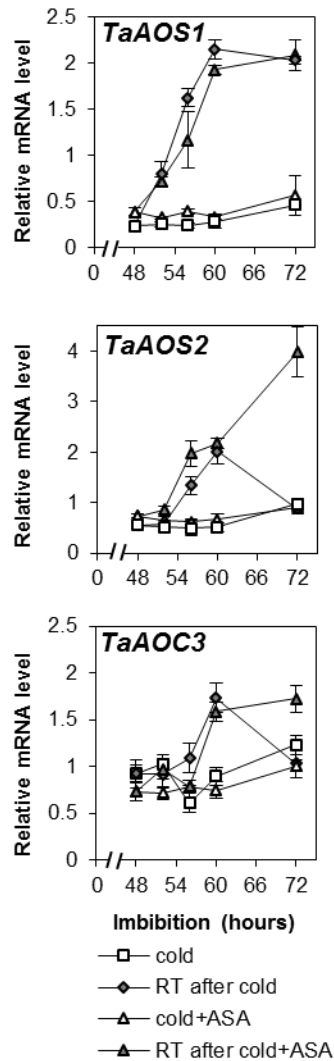 TaAOS1
Relative mRNA level
2.5
2
1.5
1
0.5
0
0 48 54 60 66 72
TaAOS2
Relative mRNA level
4
3
2
1
0
0 48 54 60 66 72
TaAOC3
Relative mRNA level
2.5
2
1.5
1
0.5
0
0 48 54 60 66 72
Imbibition (hours)
cold
RT after cold
cold+ASA
RT after cold+ASA